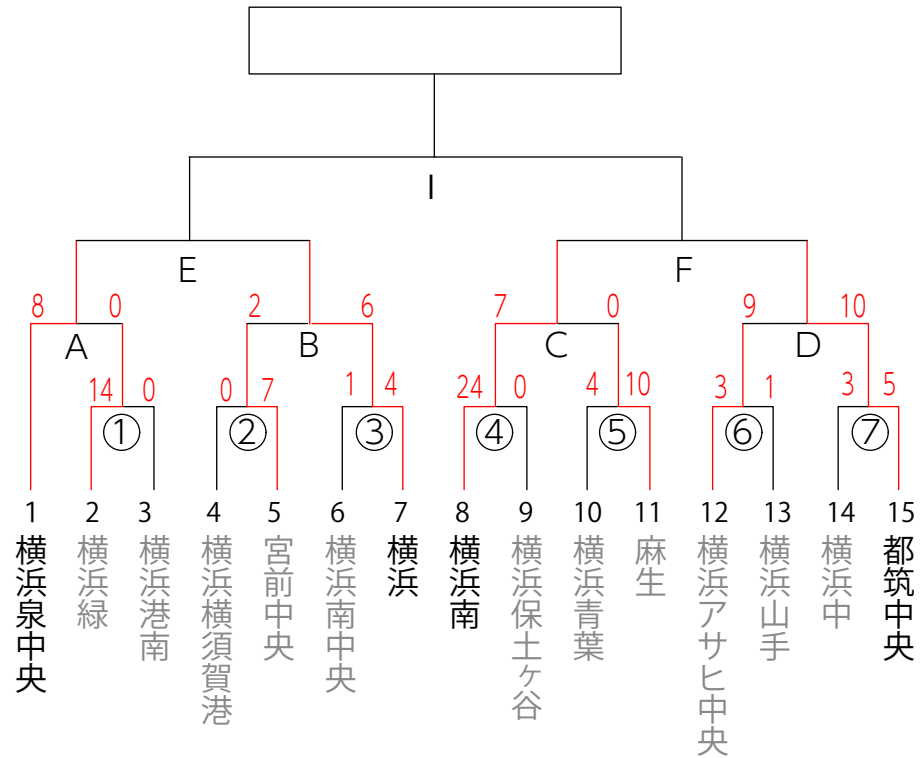 I
E
F
8
0
2
6
7
0
9
10
A
B
C
D
14
0
0
7
1
4
24
0
4
10
3
1
3
5
①
②
③
④
⑤
⑥
⑦
1
2
3
4
5
6
7
8
9
10
11
12
13
14
15
横浜泉中央
横浜緑
横浜港南
横浜横須賀港
宮前中央
横浜南中央
横浜
横浜南
横浜保土ヶ谷
横浜青葉
麻生
横浜アサヒ中央
横浜山手
横浜中
都筑中央